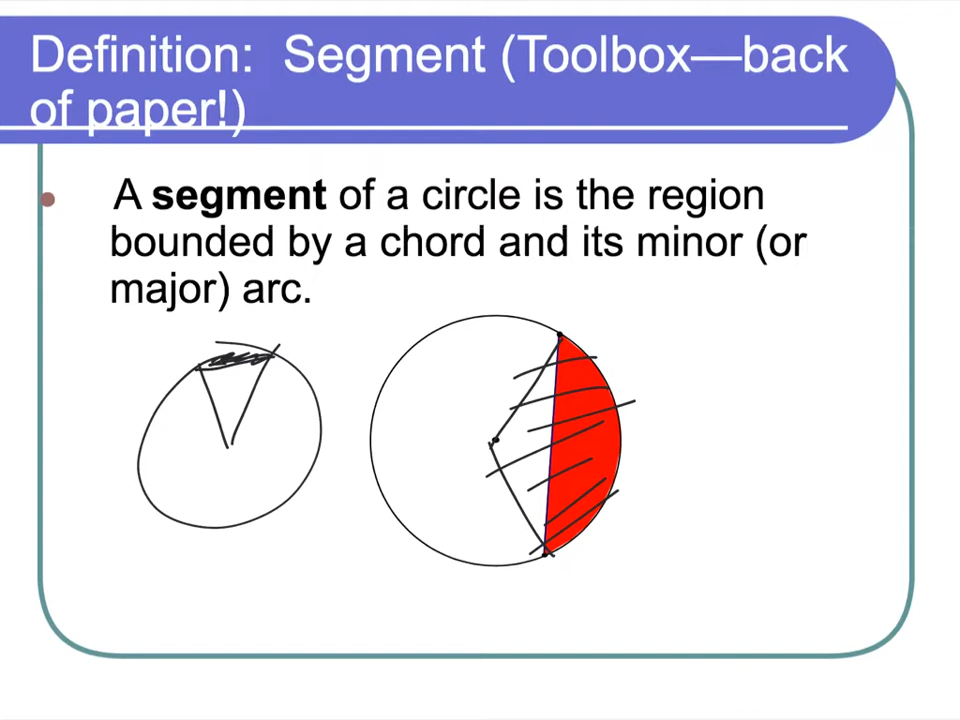 Definition:  Segment (Toolbox—back
of paper!)
A segment of a circle is the region
bounded by a chord and its minor (or
major) arc.